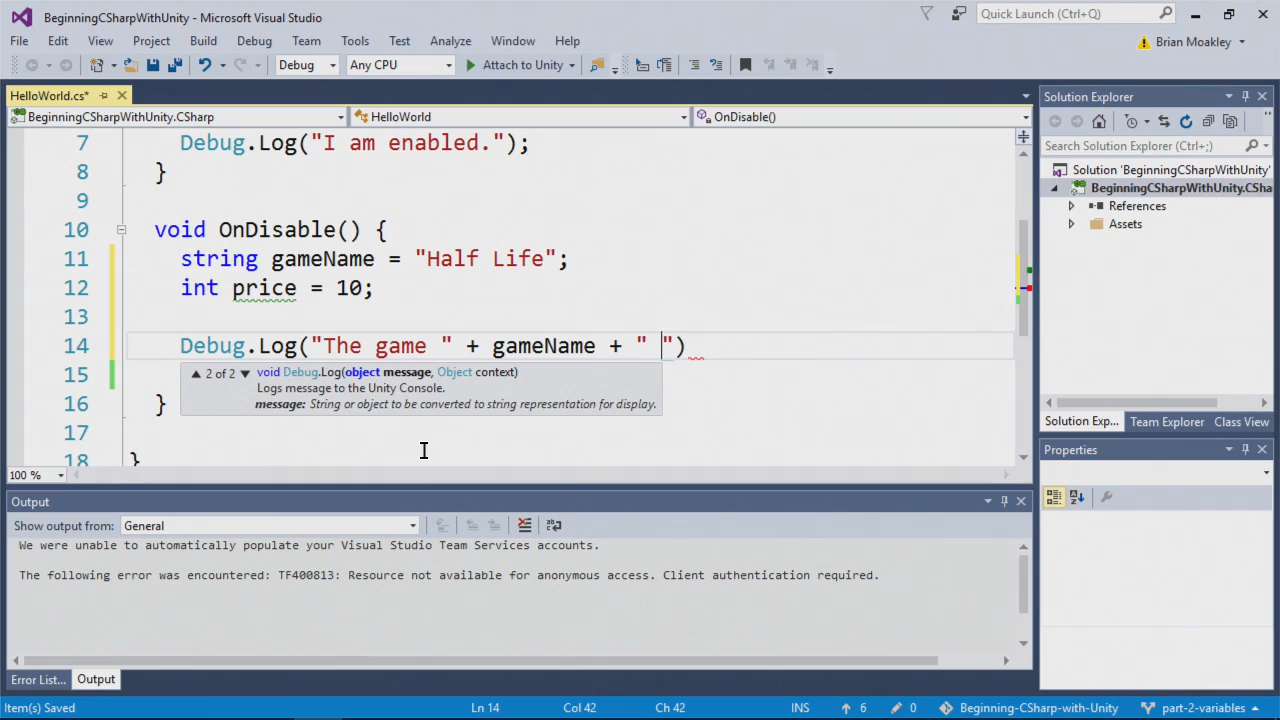 BeginningCSharpWithUnity - Microsoft Visual Studio
Quick Launch (Ctrl+Q)
File Edit View Project Build Debug Team Tools Test Analyze Window Help
Brian Moakley
Debug Any CPU Attach to Unity
HelloWorld.cs*
BeginningCSharpWithUnity.CSharp HelloWorld OnDisable()
7 Debug.Log("I am enabled.");
8 }
9
10 void OnDisable() {
11 string gameName = "Half Life";
12 int price = 10;
13
14 Debug.Log("The game " + gameName + " ")
15
▲ 2 of 2 ▼ void Debug.Log(object message, Object context)
Logs message to the Unity Console.
message: String or object to be converted to string representation for display.
16 }
17
18 }
100 %
Solution Explorer
Search Solution Explorer (Ctrl+;)
Solution 'BeginningCSharpWithUnity'
BeginningCSharpWithUnity.CSha
References
Assets
Solution Exp... Team Explorer Class View
Properties
Output
Show output from: General
We were unable to automatically populate your Visual Studio Team Services accounts.
The following error was encountered: TF400813: Resource not available for anonymous access. Client authentication required.
Error List... Output
Item(s) Saved Ln 14 Col 42 Ch 42 INS 6 0 Beginning-CSharp-with-Unity part-2-variables